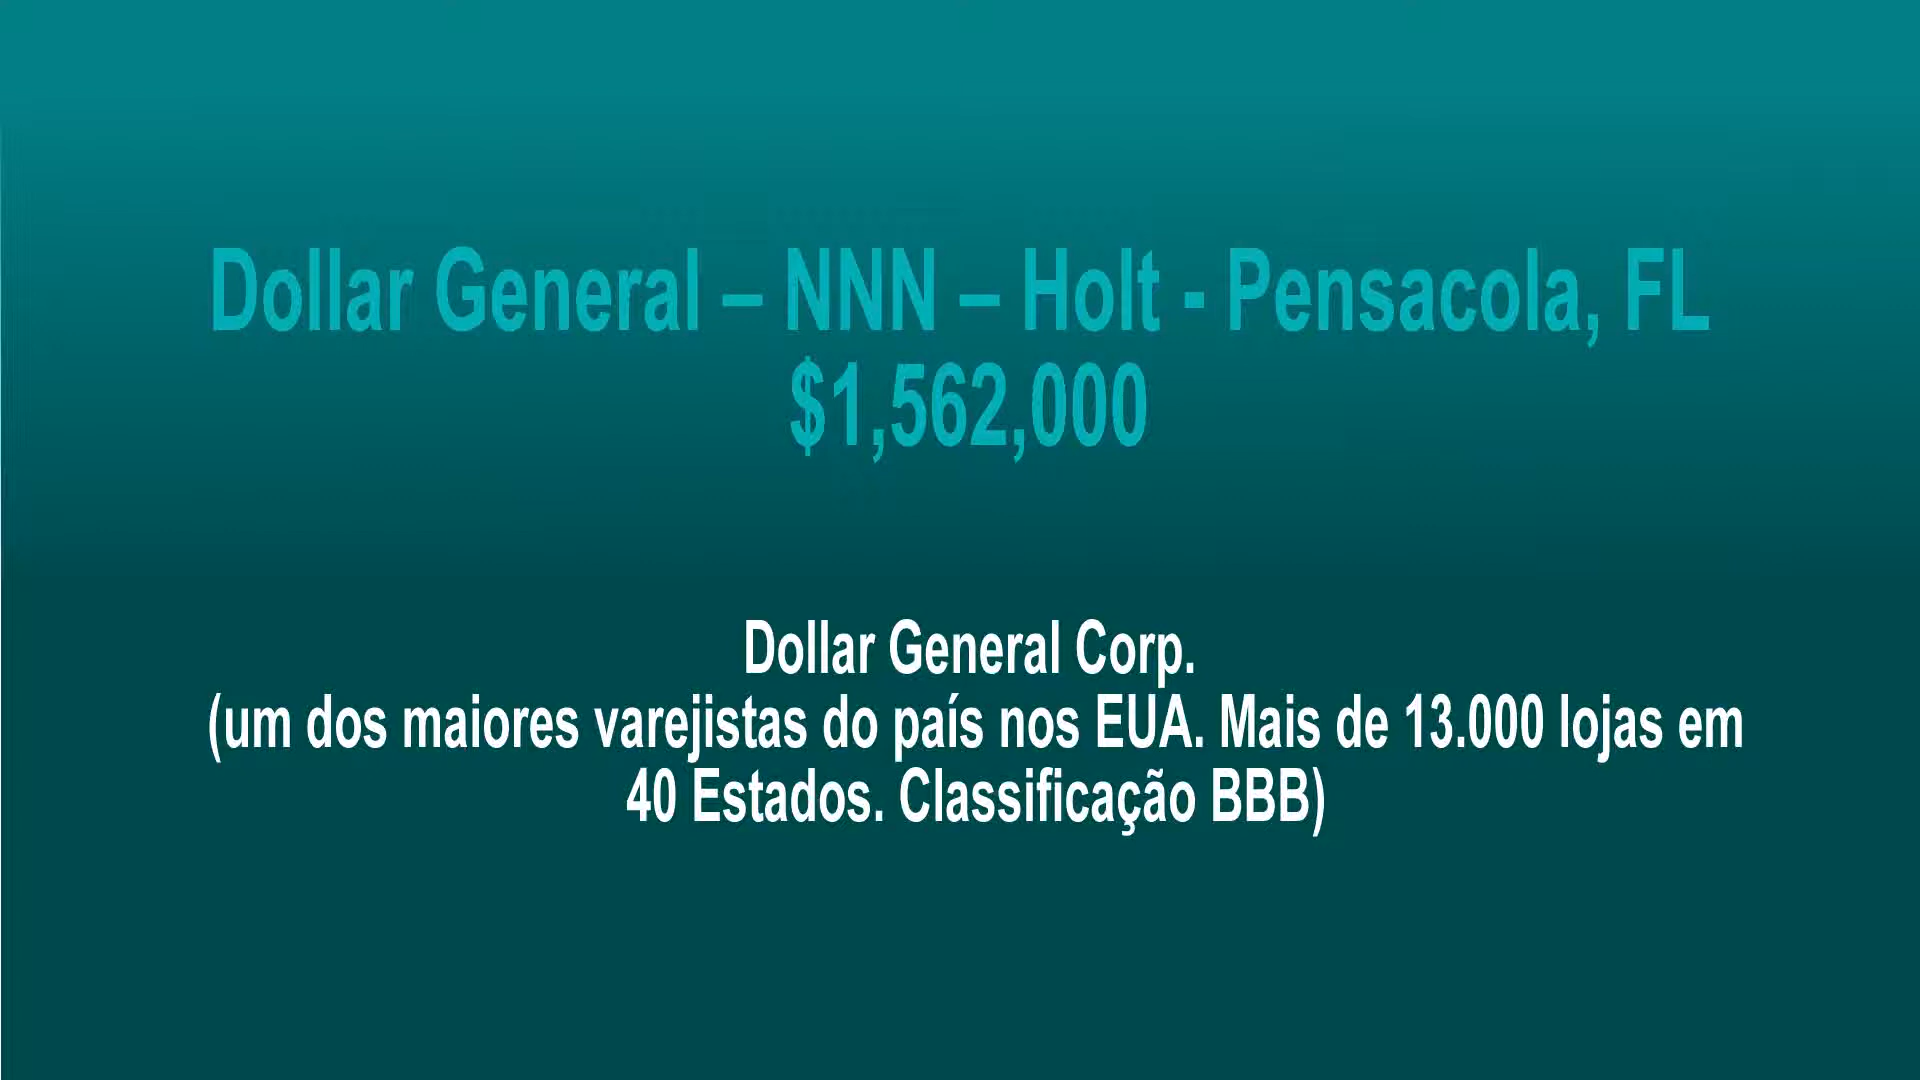 Dollar General – NNN – Holt - Pensacola, FL
$1,562,000
Dollar General Corp.
(um dos maiores varejistas do país nos EUA. Mais de 13.000 lojas em
40 Estados. Classificação BBB)